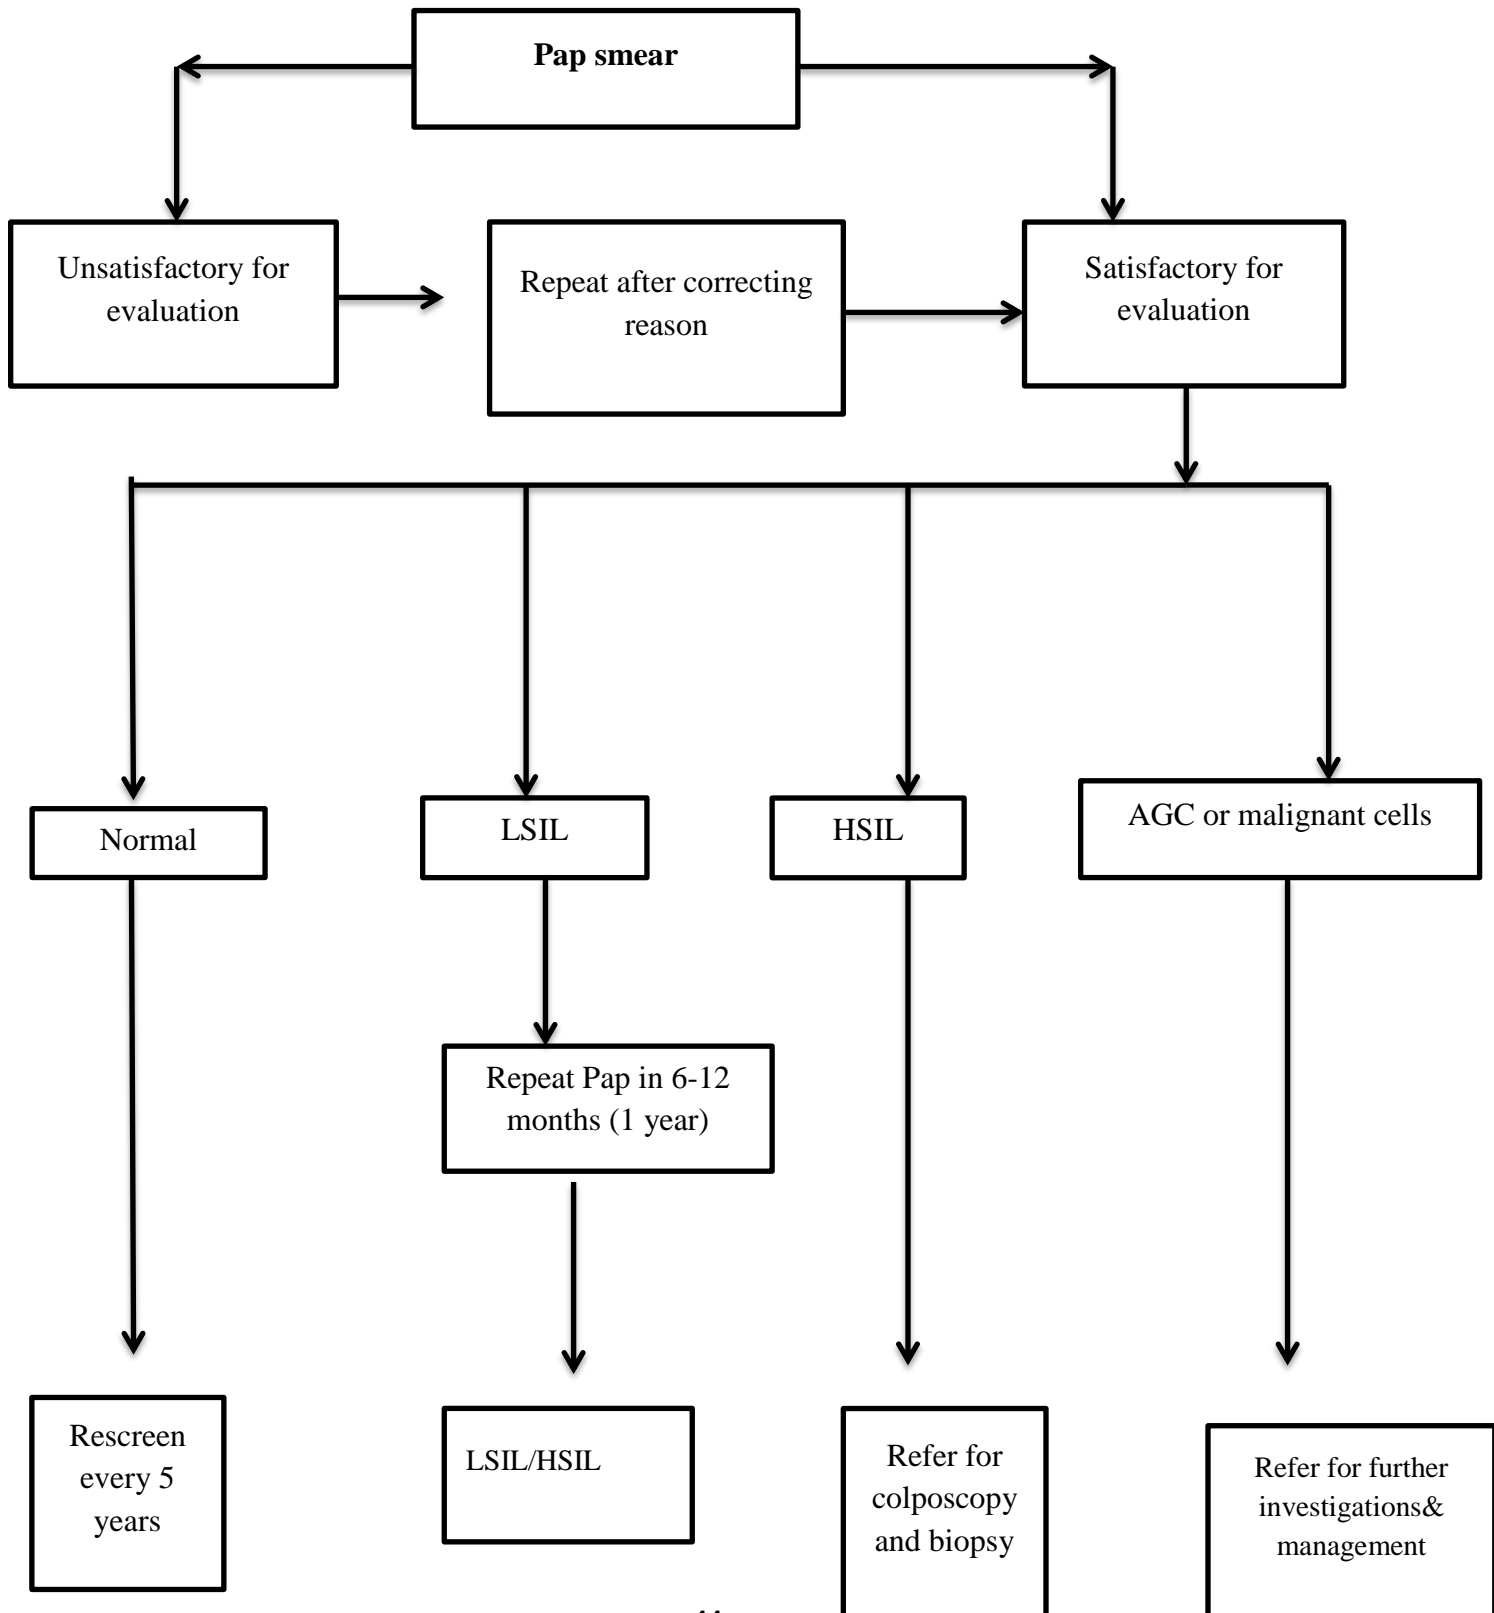 Pap smear
Unsatisfactory for
evaluation
Repeat after correcting
reason
Satisfactory for
evaluation
Normal
LSIL
HSIL
AGC or malignant cells
Repeat Pap in 6-12
months (1 year)
Rescreen
every 5
years
LSIL/HSIL
Refer for
colposcopy
and biopsy
Refer for further
investigations&
management